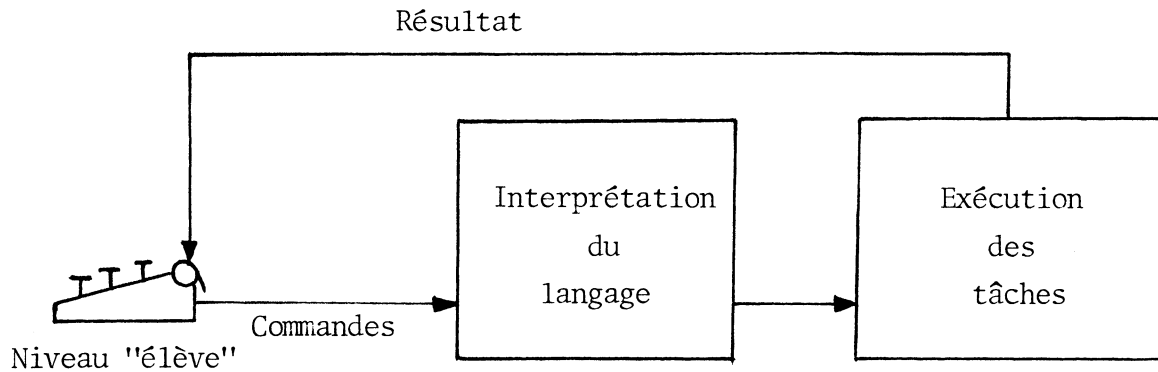 Résultat
Interprétation
du
langage
Exécution
des
tâches
Commandes
Niveau "élève"